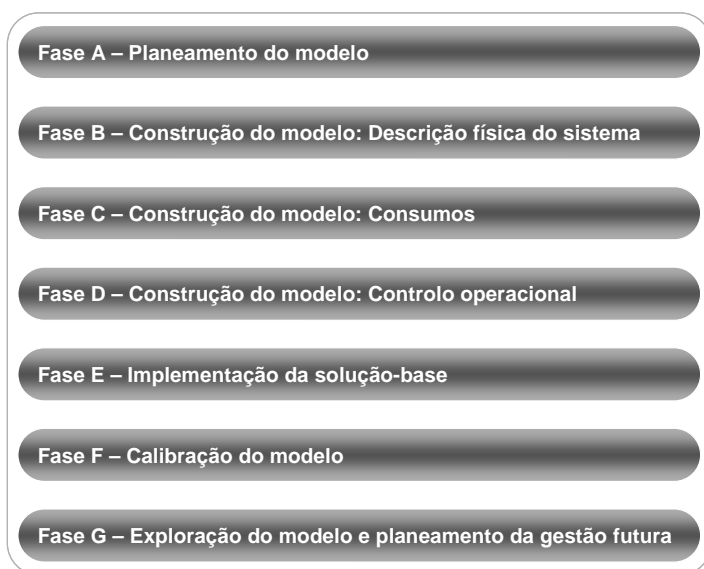 Fase A – Planeamento do modelo
Fase B – Construção do modelo: Descrição física do sistema
Fase C – Construção do modelo: Consumos
Fase D – Construção do modelo: Controlo operacional
Fase E – Implementação da solução-base
Fase F – Calibração do modelo
Fase G – Exploração do modelo e planeamento da gestão futura